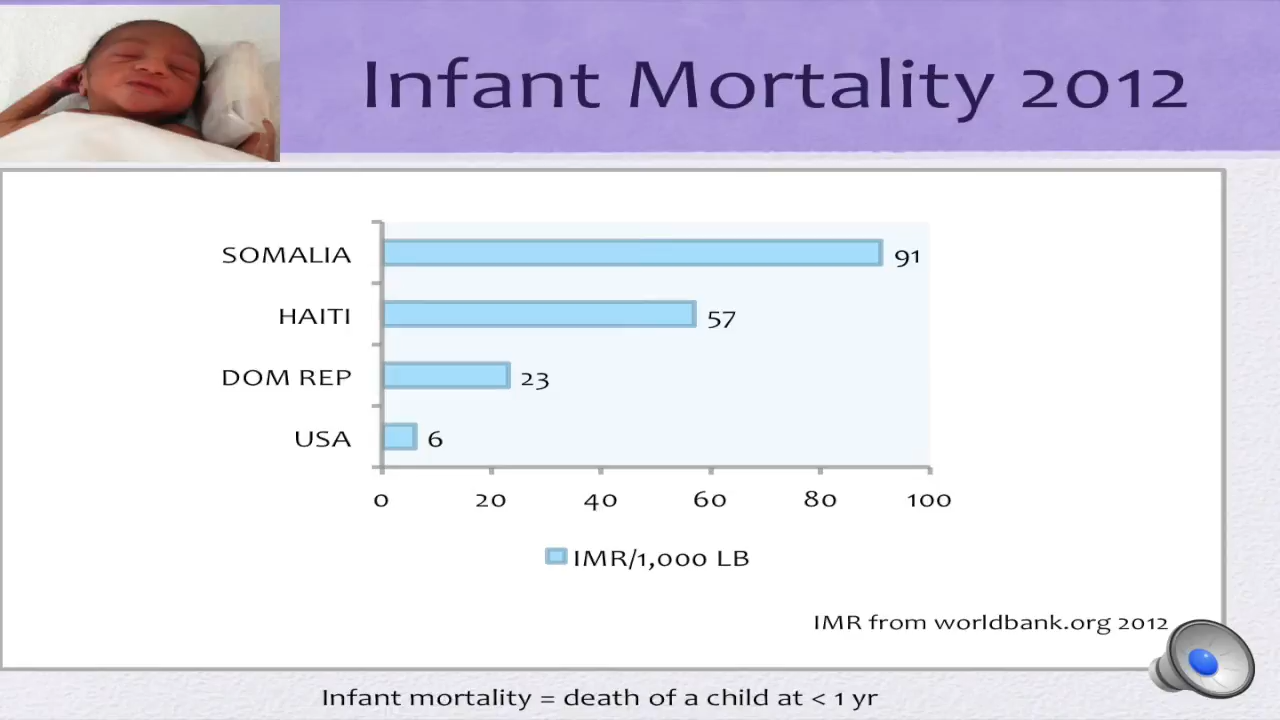 Infant Mortality 2012
SOMALIA
91
HAITI
57
DOM REP
23
USA
6
0 20 40 60 80 100
IMR/1,000 LB
IMR from worldbank.org 2012
Infant mortality = death of a child at < 1 yr